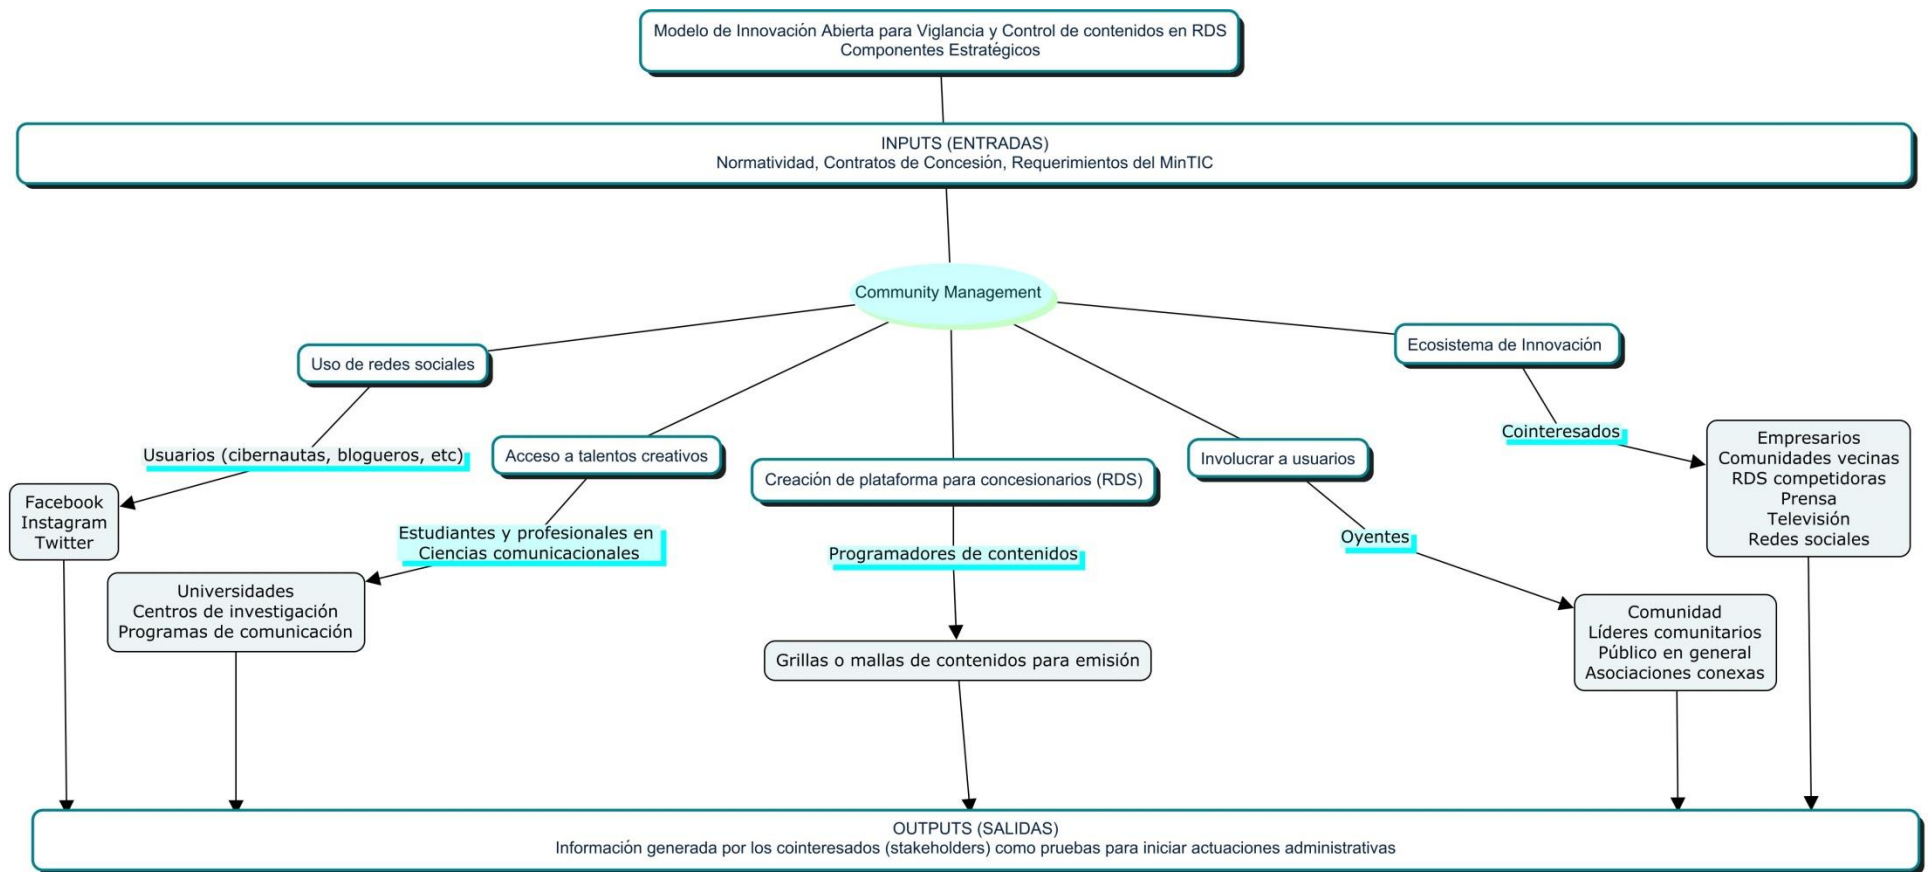 Modelo de Innovación Abierta para Viglancia y Control de contenidos en RDS
Componentes Estratégicos
INPUTS (ENTRADAS)
Normatividad, Contratos de Concesión, Requerimientos del MinTIC
Community Management
Uso de redes sociales
Usuarios (cibernautas, blogueros, etc)
Facebook
Instagram
Twitter
Acceso a talentos creativos
Estudiantes y profesionales en
Ciencias comunicacionales
Universidades
Centros de investigación
Programas de comunicación
Creación de plataforma para concesionarios (RDS)
Programadores de contenidos
Grillas o mallas de contenidos para emisión
Involucrar a usuarios
Oyentes
Comunidad
Líderes comunitarios
Público en general
Asociaciones conexas
Ecosistema de Innovación
Cointeresados
Empresarios
Comunidades vecinas
RDS competidoras
Prensa
Televisión
Redes sociales
OUTPUTS (SALIDAS)
Información generada por los cointeresados (stakeholders) como pruebas para iniciar actuaciones administrativas